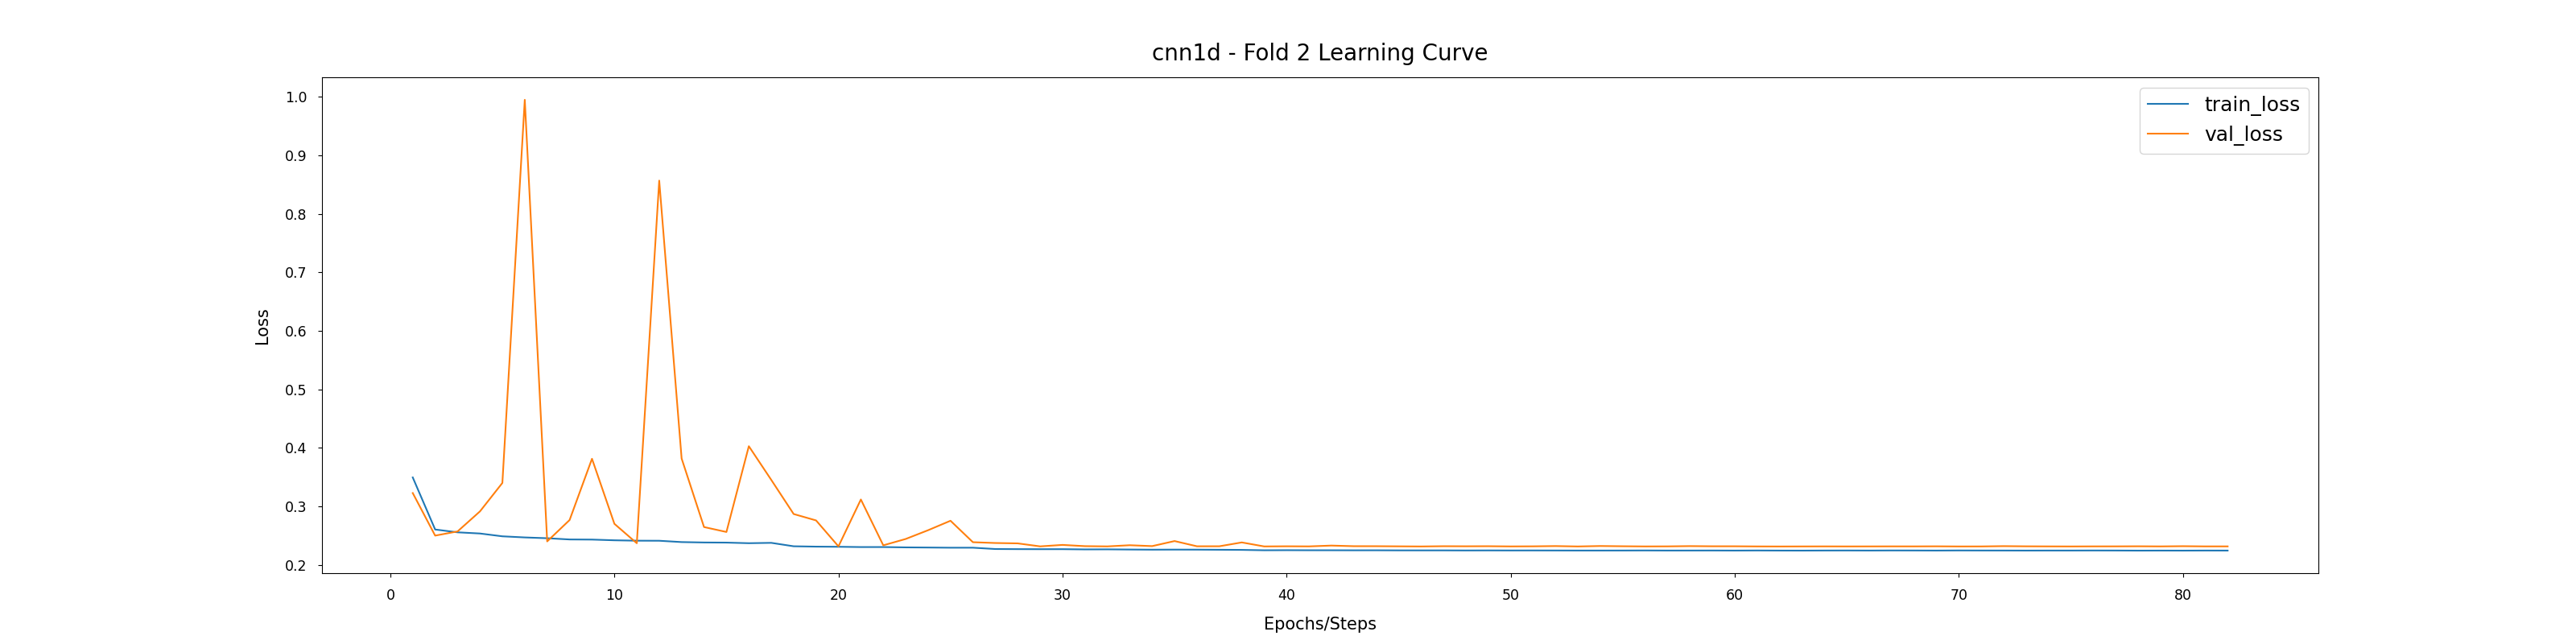 cnn1d - Fold 2 Learning Curve
train_loss
val_loss
1.0
0.9
0.8
0.7
0.6
0.5
0.4
0.3
0.2
Loss
0 10 20 30 40 50 60 70 80
Epochs/Steps